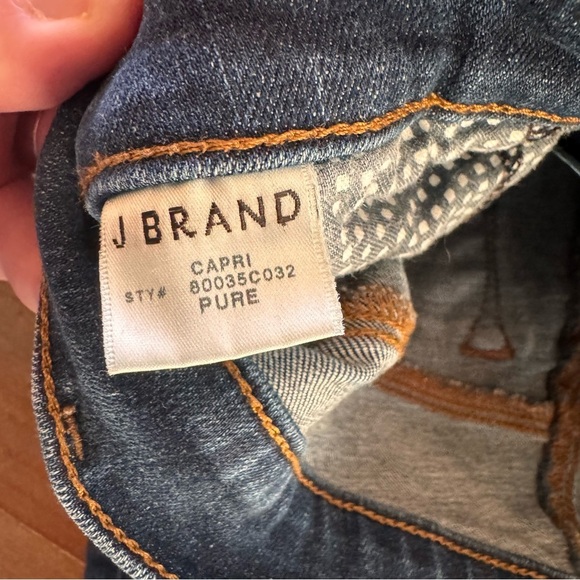 J BRAND
CAPRI
STY# 80035C032
PURE